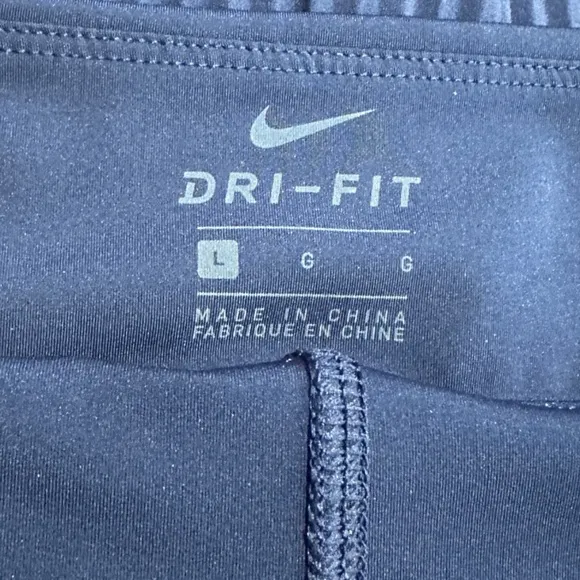 DRI-FIT
L G G
MADE IN CHINA
FABRIQUE EN CHINE